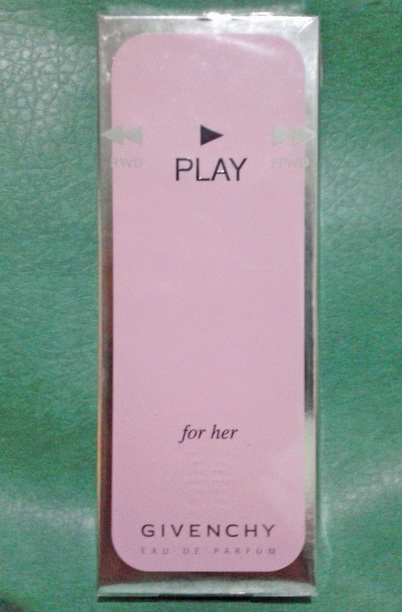 RWD PLAY FFWD
for her
GIVENCHY
EAU DE PARFUM